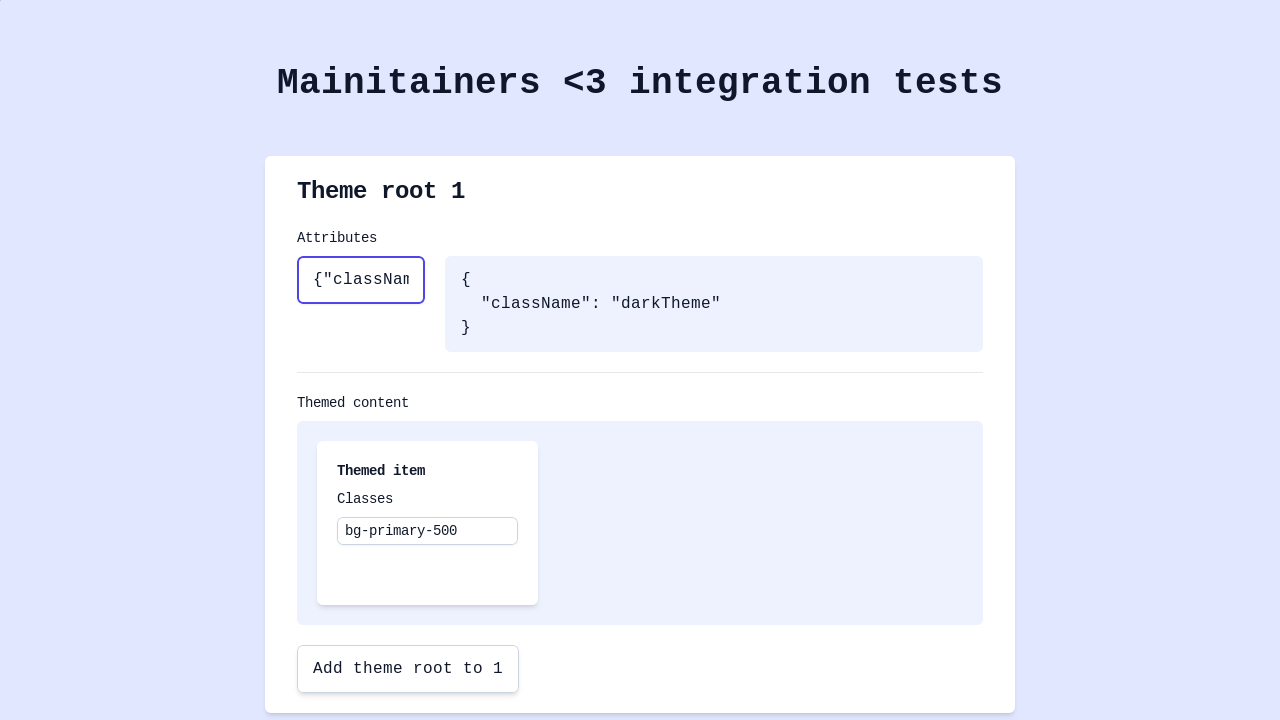 Mainitainers <3 integration tests
Theme root 1
Attributes
{"classNam
{
"className": "darkTheme"
}
Themed content
Themed item
Classes
bg-primary-500
Add theme root to 1